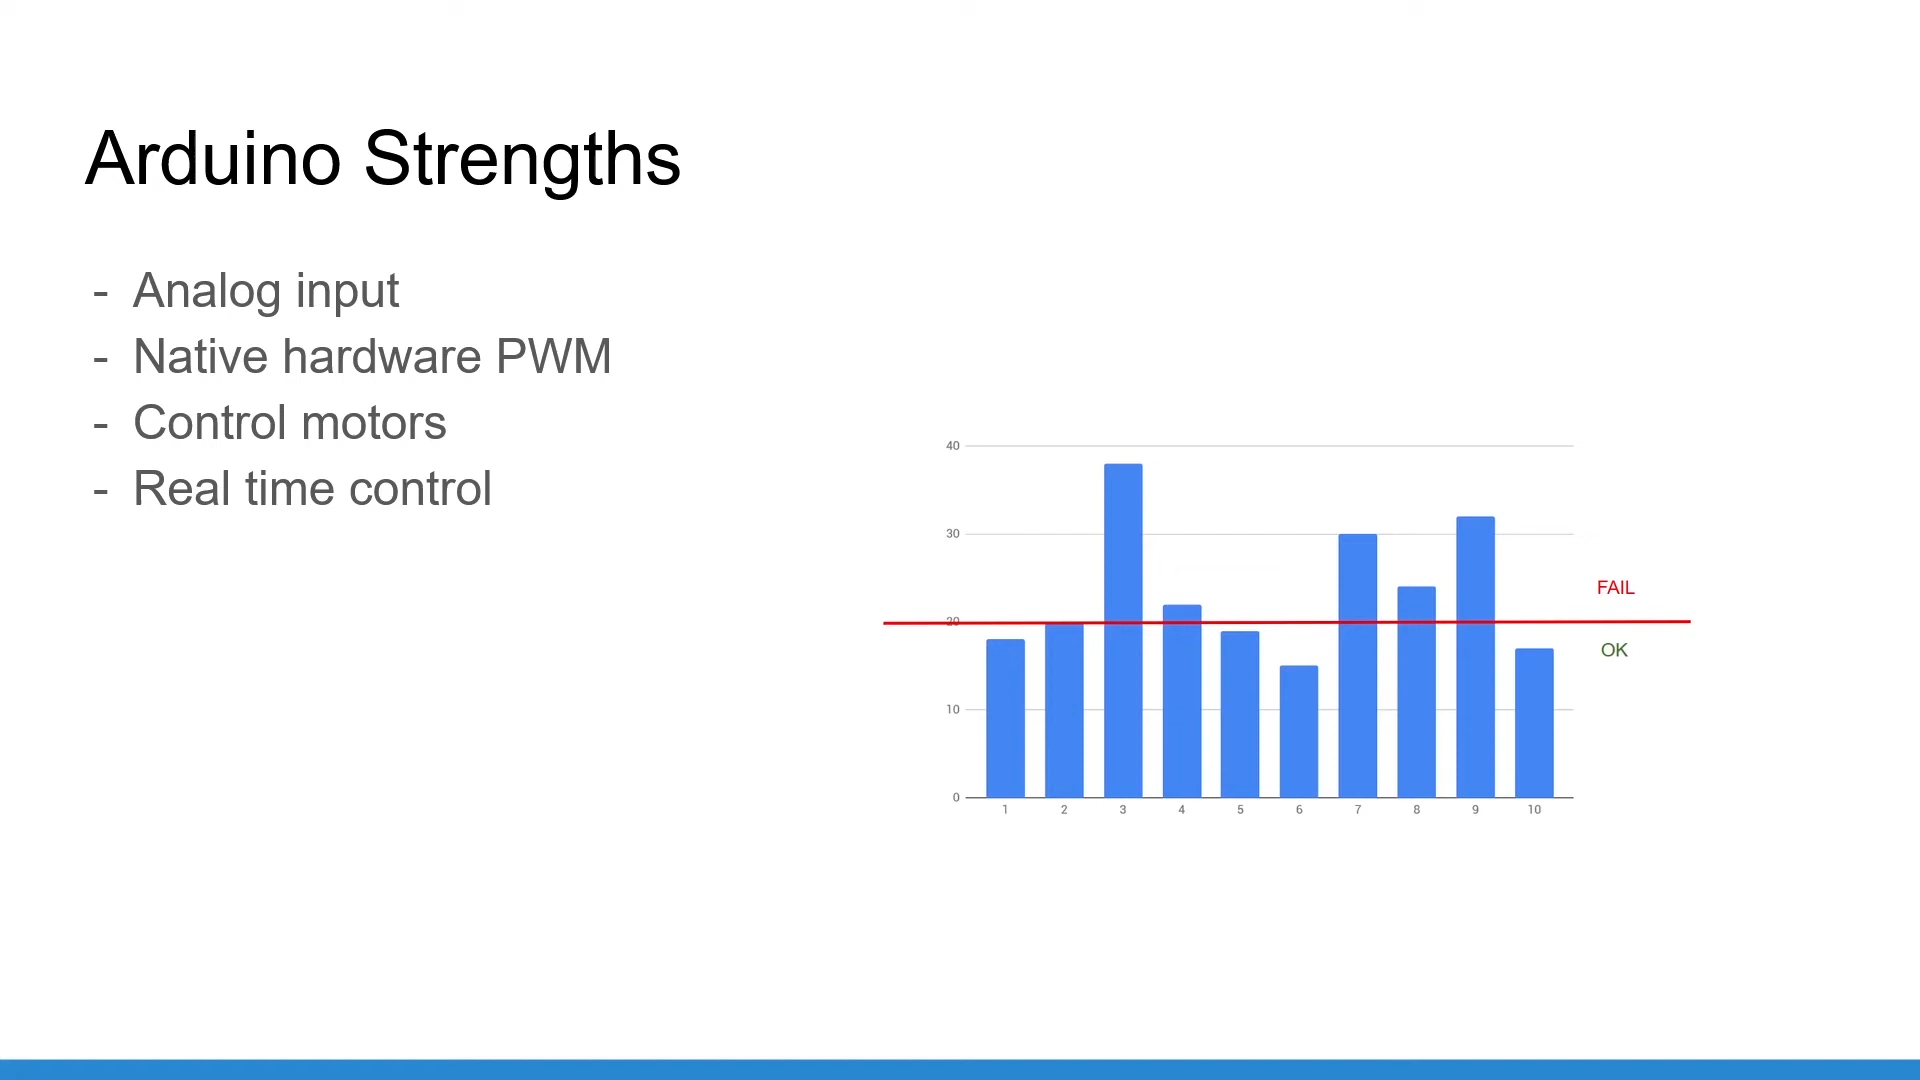 Arduino Strengths
- Analog input
- Native hardware PWM
- Control motors
- Real time control
40
30
FAIL
20
OK
10
0
1 2 3 4 5 6 7 8 9 10